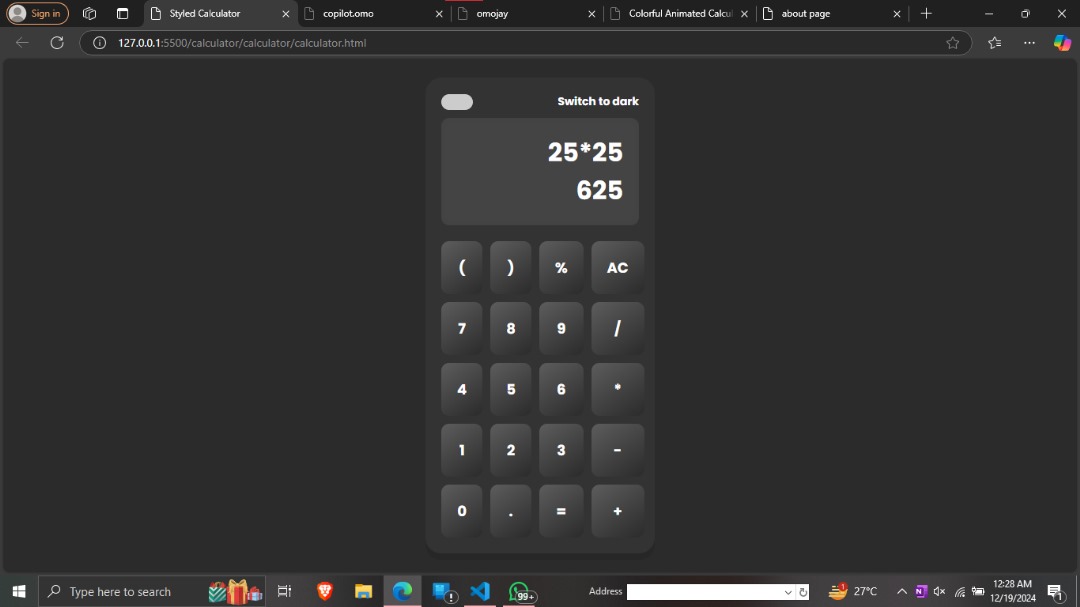 Sign in
Styled Calculator
copilot.omo
omojay
Colorful Animated Calcul
about page
127.0.0.1:5500/calculator/calculator/calculator.html
Switch to dark
25*25
625
( ) % AC
7 8 9 /
4 5 6 *
1 2 3 -
0 . = +
Type here to search
99+
Address
1
27°C
N
12:28 AM
12/19/2024
1